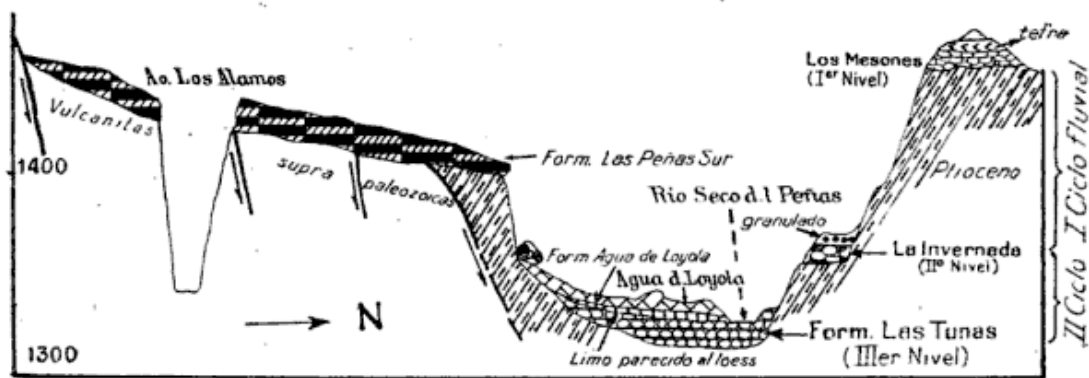 tefra
Los Mesones
(Iᵉʳ Nivel)
Ao. Los Alamos
Vulcanitas
I Ciclo Fluvial
Form. Las Peñas Sur
1400
supra
paleozoicas
Plioceno
Río Seco d.l Peñas
granulado
Form Agua de Loyola
Agua d. Loyola
La Invernada
(IIº Nivel)
II Ciclo
N
Form. Las Tunas
(IIIer Nivel)
1300
Limo parecido al loess